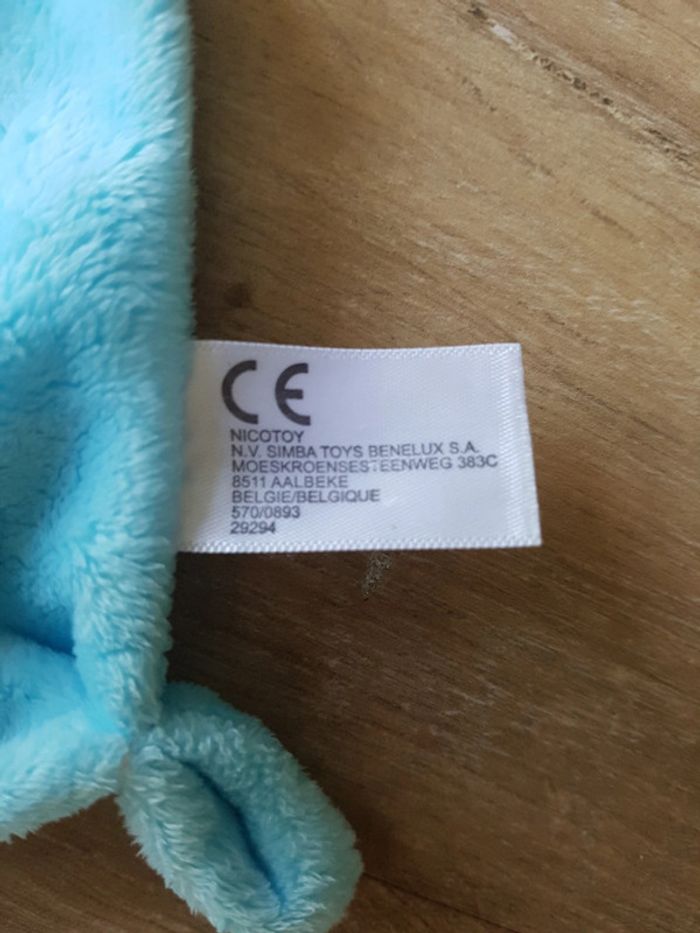 CE
NICOTOY
N.V. SIMBA TOYS BENELUX S.A.
MOESKROENSESTEENWEG 383C
8511 AALBEKE
BELGIE/BELGIQUE
570/0893
29294